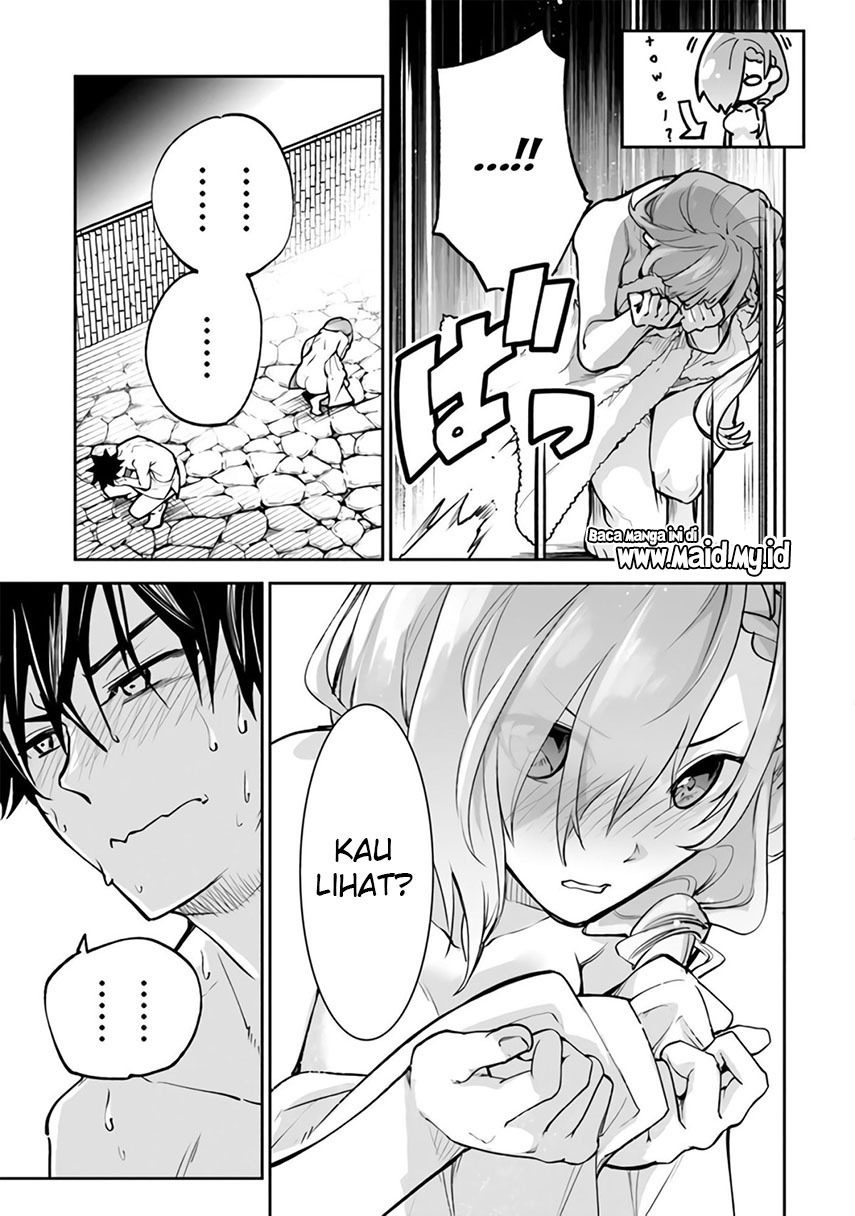 towel?
....!!
ばっ
Baca Manga ini di
www.Maid.my.id
...... ......
......
KAU
LIHAT?
...... ......